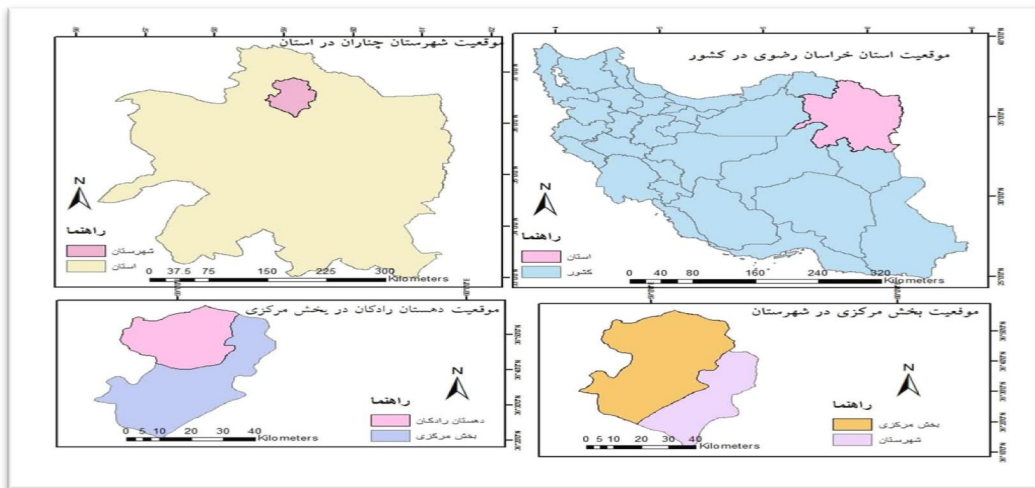 موقعیت استان خراسان رضوی در کشور
N
راهنما
استان
کشور
0 40 80 160 240 320
Kilometers
موقعیت شهرستان چناران در استان
N
راهنما
شهرستان
استان
0 37.5 75 150 225 300
Kilometers
موقعیت بخش مرکزی در شهرستان
N
راهنما
بخش مرکزی
شهرستان
0 5 10 20 30 40
Kilometers
موقعیت دهستان رادکان در بخش مرکزی
N
راهنما
دهستان رادکان
بخش مرکزی
0 5 10 20 30 40
Kilometers